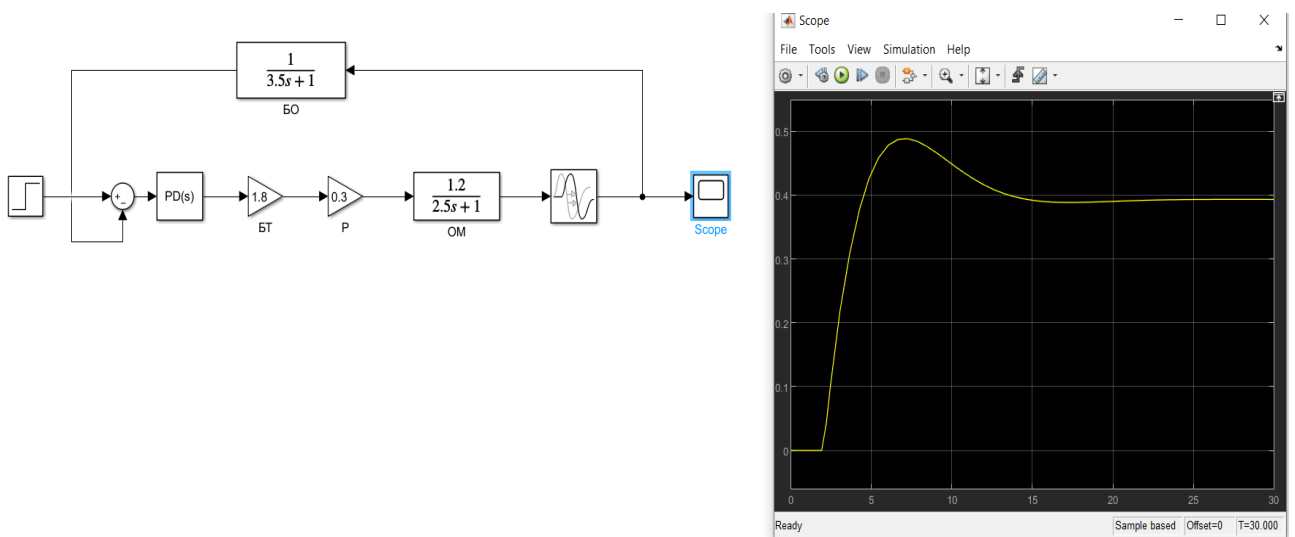 1
3.5s + 1
БО
+
−
PD(s)
1.8
БТ
0.3
Р
1.2
2.5s + 1
ОМ
Scope
Scope
File Tools View Simulation Help
0.5
0.4
0.3
0.2
0.1
0
0 5 10 15 20 25 30
Ready Sample based Offset=0 T=30.000